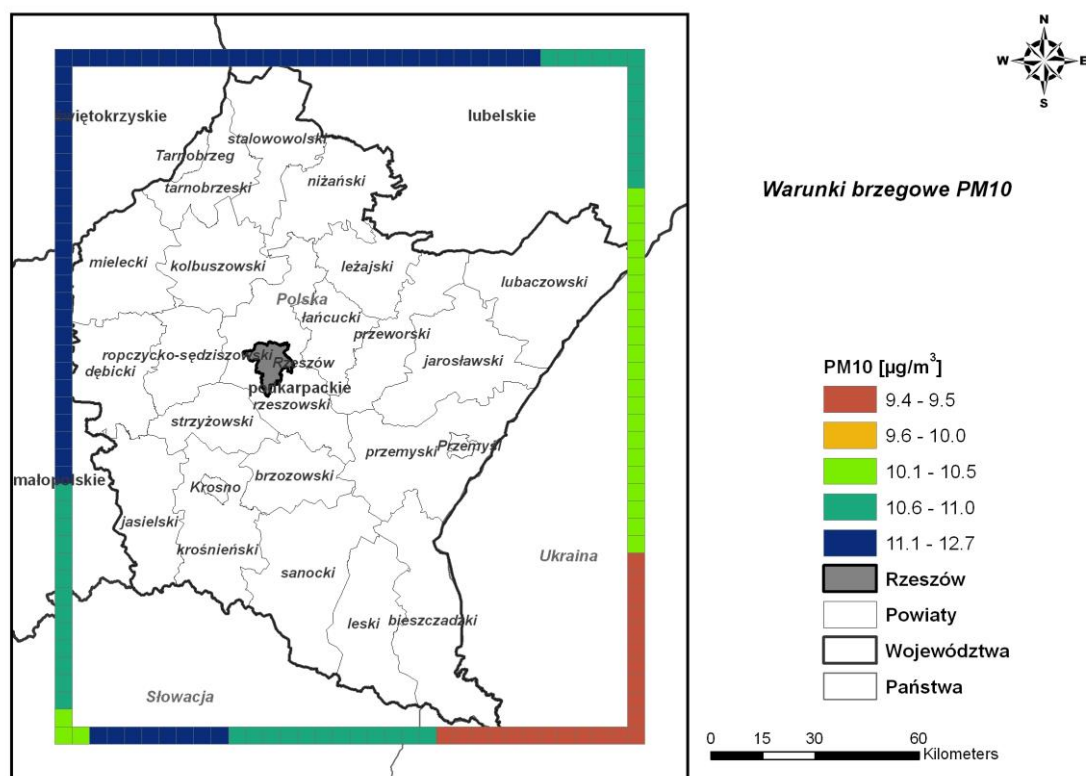 N
W E
S
świętokrzyskie
lubelskie
stalowowolski
Tarnobrzeg
tarnobrzeski
niżański
Warunki brzegowe PM10
mielecki
kolbuszowski
leżajski
lubaczowski
Polska
łańcucki
przeworski
ropczycko-sędziszowski
Rzeszów
jarosławski
dębicki
podkarpackie
rzeszowski
strzyżowski
przemyski
Przemyśl
małopolskie
Krosno
brzozowski
jasielski
krośnieński
sanocki
Ukraina
leski
bieszczadzki
Słowacja
PM10 [µg/m³]
9.4 - 9.5
9.6 - 10.0
10.1 - 10.5
10.6 - 11.0
11.1 - 12.7
Rzeszów
Powiaty
Województwa
Państwa
0 15 30 60
Kilometers